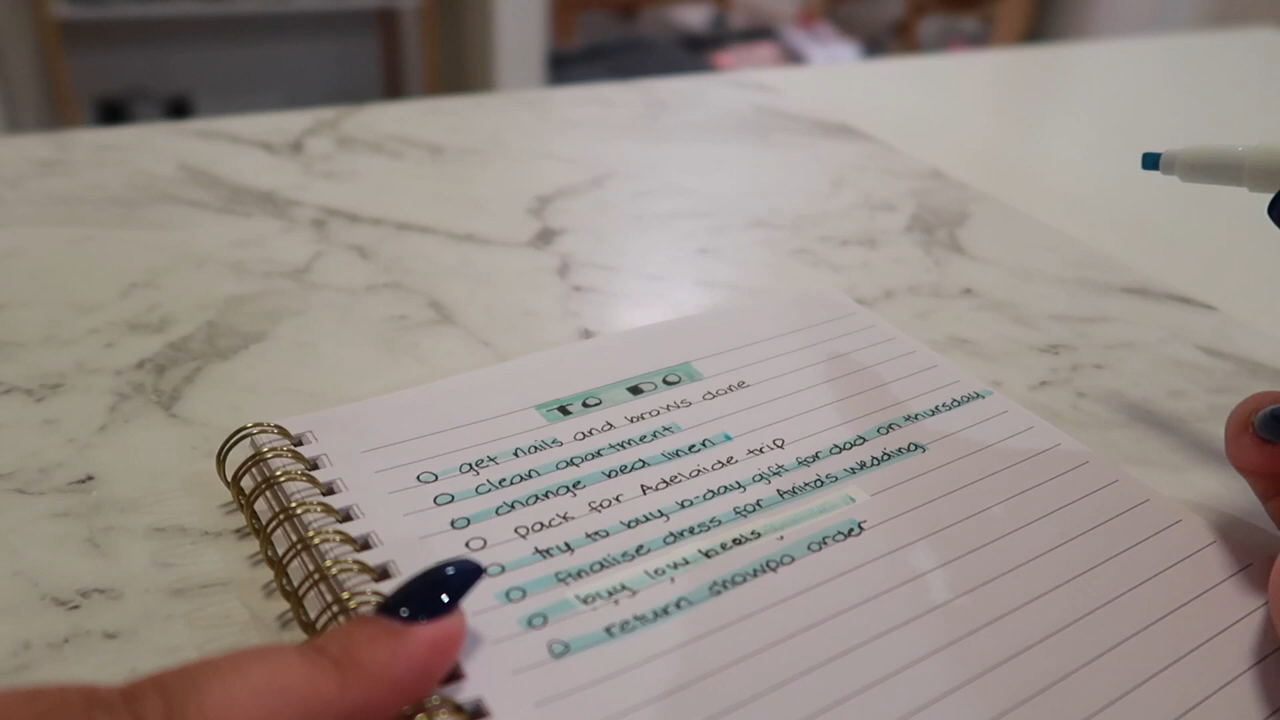 TO DO
get nails and brows done
clean apartment
change bed linen
pack for Adelaide trip
try to buy b-day gift for dad on thursday
finalise dress for Anita's wedding
buy low heels
return showpo order